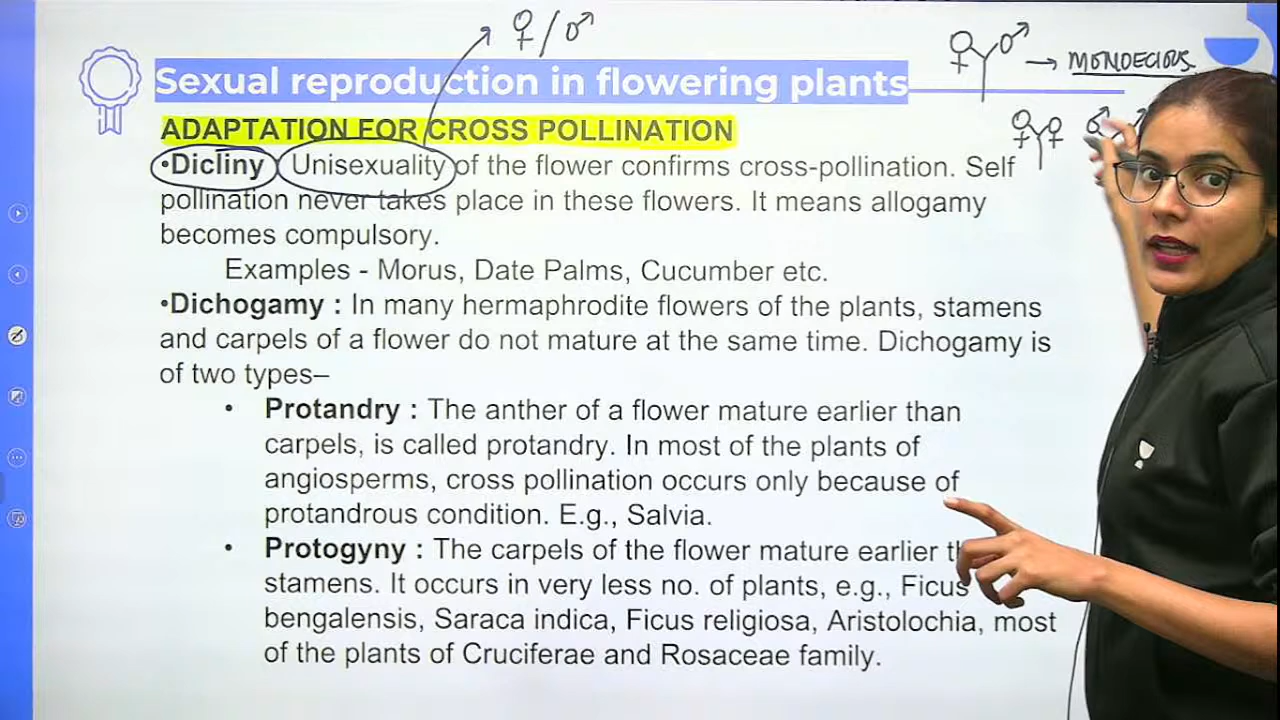 ♀/♂
♀ ♂ → MONOECIOUS
Sexual reproduction in flowering plants
♀ ♀ ♂
ADAPTATION FOR CROSS POLLINATION
•Dicliny Unisexuality of the flower confirms cross-pollination. Self
pollination never takes place in these flowers. It means allogamy
becomes compulsory.
Examples - Morus, Date Palms, Cucumber etc.
•Dichogamy : In many hermaphrodite flowers of the plants, stamens
and carpels of a flower do not mature at the same time. Dichogamy is
of two types–
• Protandry : The anther of a flower mature earlier than
carpels, is called protandry. In most of the plants of
angiosperms, cross pollination occurs only because of
protandrous condition. E.g., Salvia.
• Protogyny : The carpels of the flower mature earlier
stamens. It occurs in very less no. of plants, e.g., Ficus
bengalensis, Saraca indica, Ficus religiosa, Aristolochia, most
of the plants of Cruciferae and Rosaceae family.